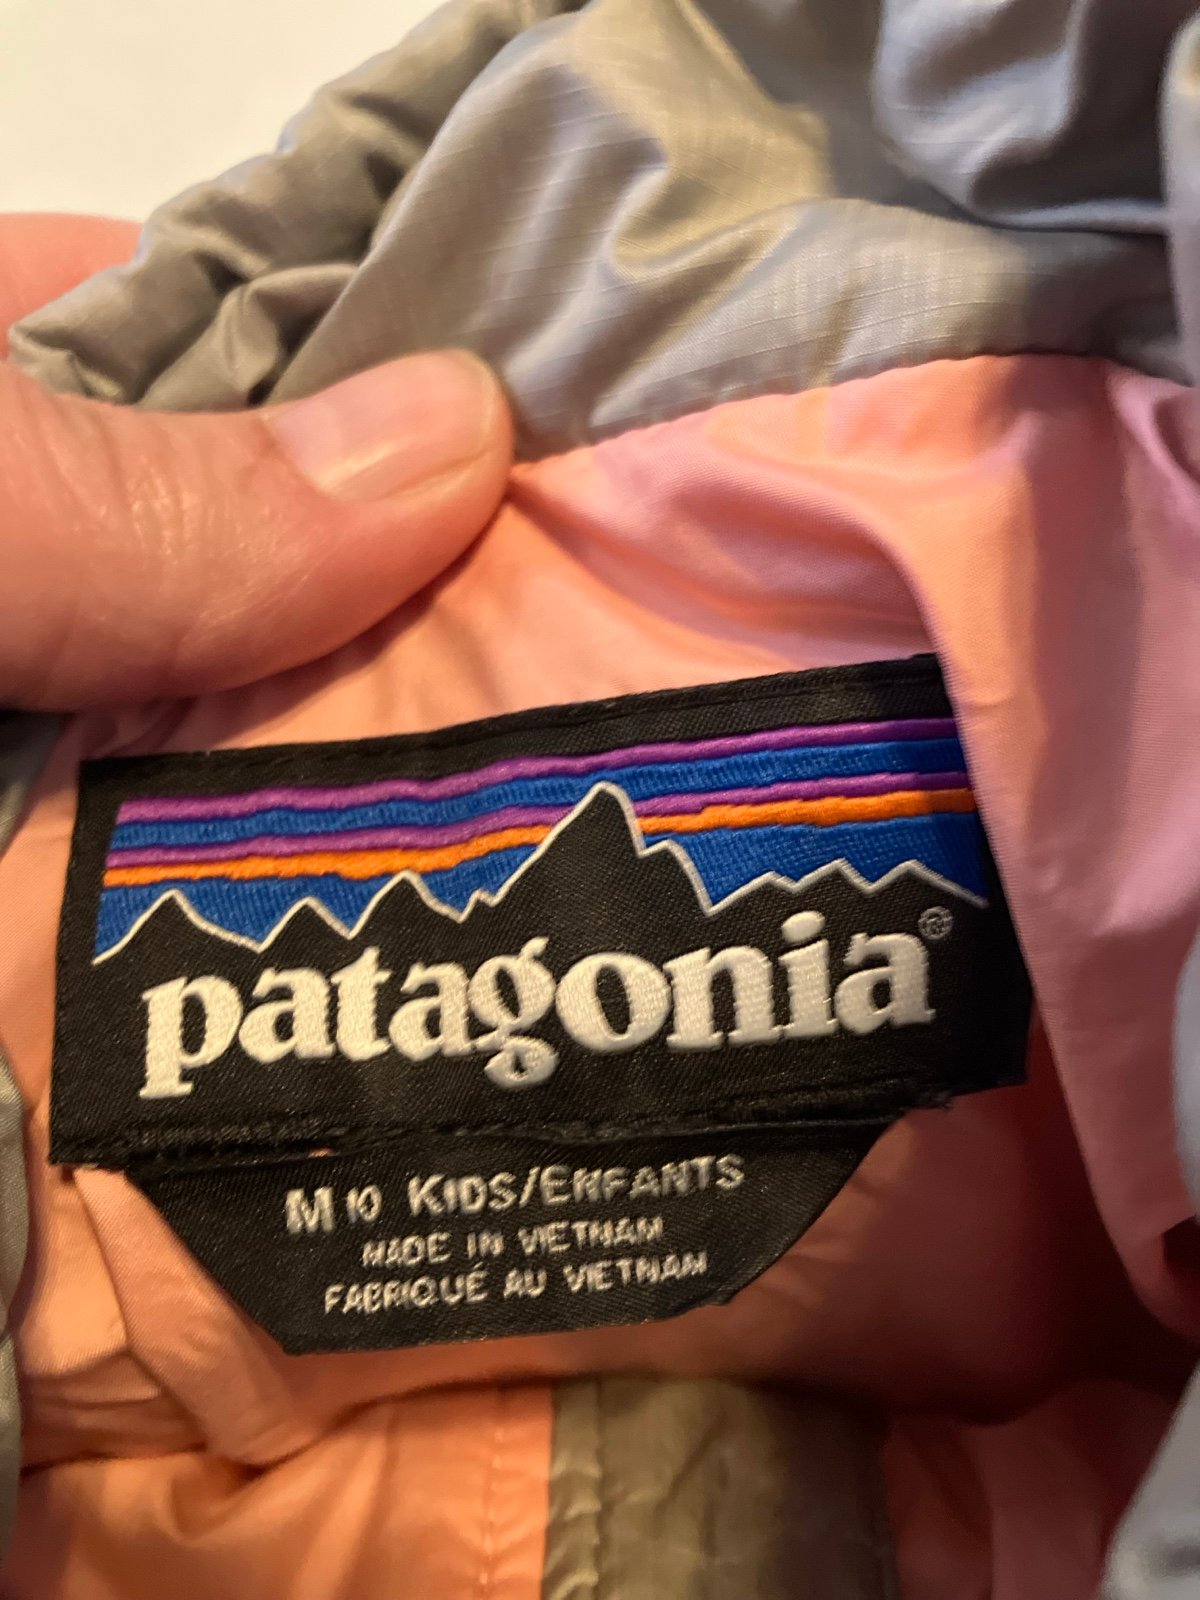 patagonia®
M 10 KIDS/ENFANTS
MADE IN VIETNAM
FABRIQUÉ AU VIETNAM